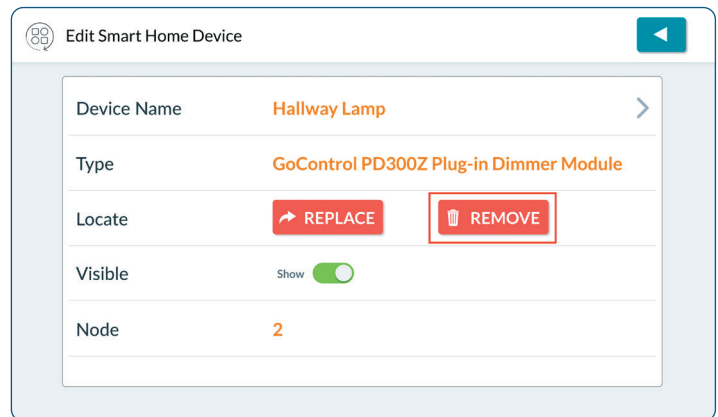 Edit Smart Home Device
Device Name Hallway Lamp
Type GoControl PD300Z Plug-in Dimmer Module
Locate REPLACE REMOVE
Visible Show
Node 2